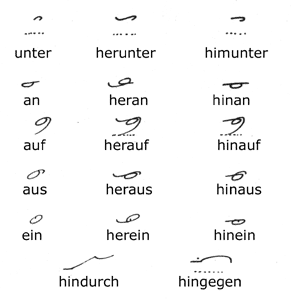 unter herunter himunter
an heran hinan
auf herauf hinauf
aus heraus hinaus
ein herein hinein
hindurch hingegen